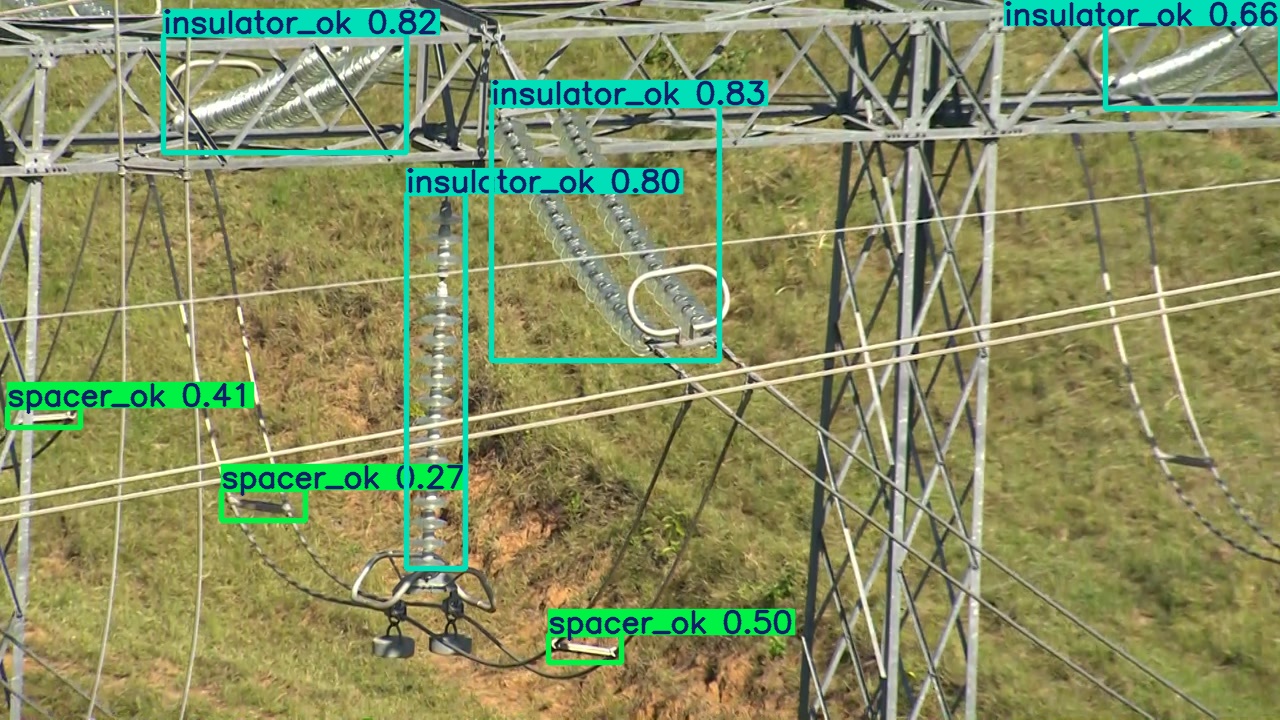 insulator_ok 0.82
insulator_ok 0.66
insulator_ok 0.83
insulator_ok 0.80
spacer_ok 0.41
spacer_ok 0.27
spacer_ok 0.50